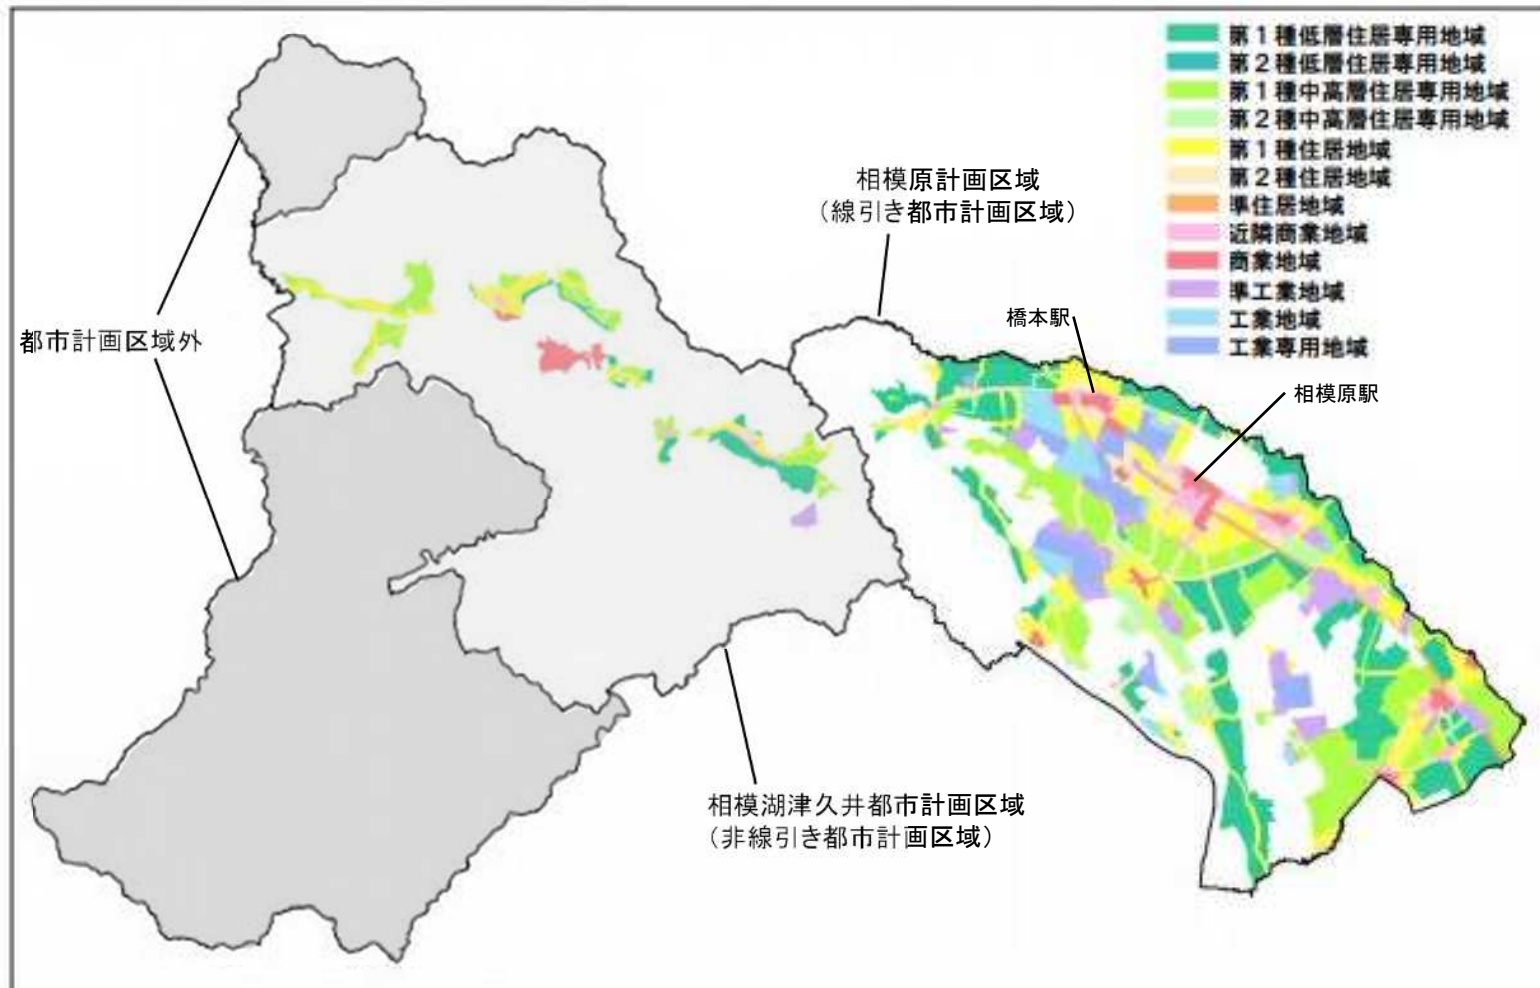 第１種低層住居専用地域
第２種低層住居専用地域
第１種中高層住居専用地域
第２種中高層住居専用地域
第１種住居地域
第２種住居地域
準住居地域
近隣商業地域
商業地域
準工業地域
工業地域
工業専用地域
相模原計画区域
（線引き都市計画区域）
橋本駅
相模原駅
都市計画区域外
相模湖津久井都市計画区域
（非線引き都市計画区域）